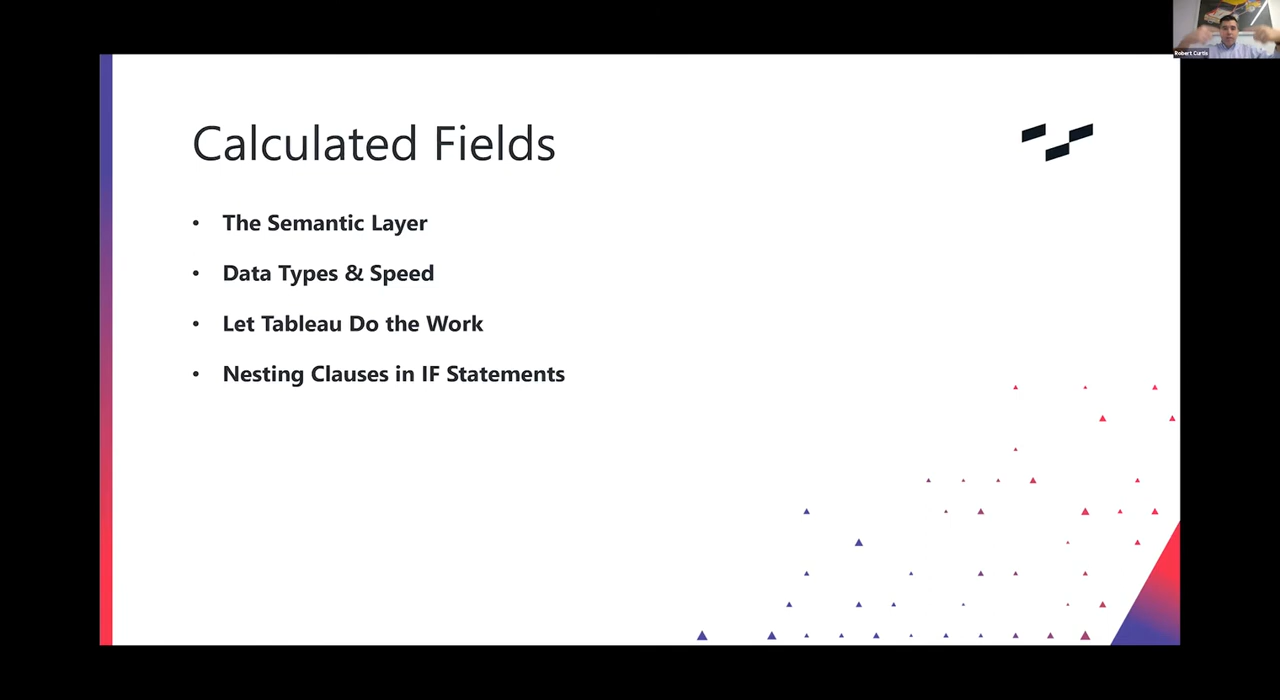 Robert Curtis
Calculated Fields
• The Semantic Layer
• Data Types & Speed
• Let Tableau Do the Work
• Nesting Clauses in IF Statements